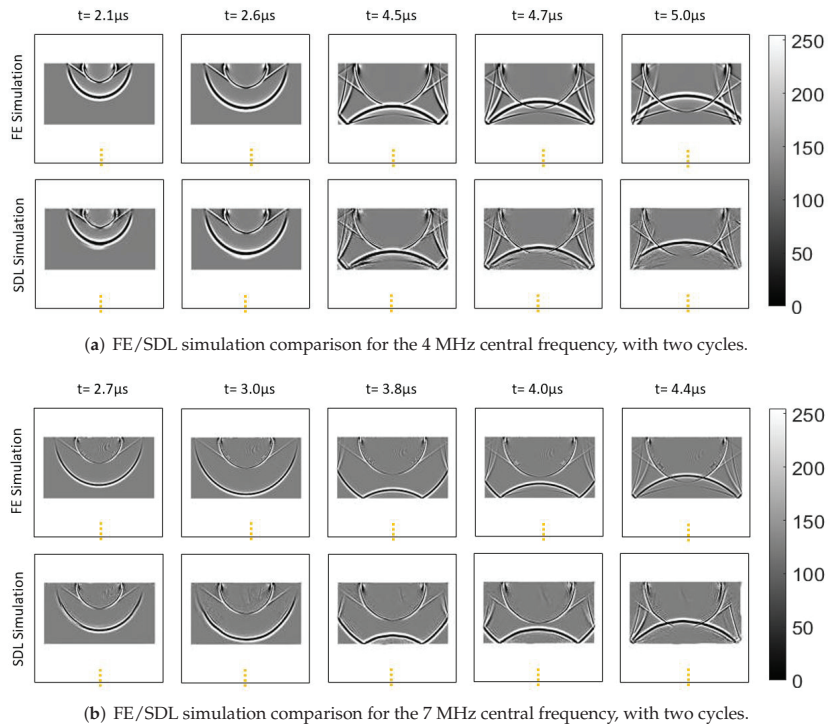 t= 2.1μs t= 2.6μs t= 4.5μs t= 4.7μs t= 5.0μs
FE Simulation
SDL Simulation
250
200
150
100
50
0
(a) FE/SDL simulation comparison for the 4 MHz central frequency, with two cycles.
t= 2.7μs t= 3.0μs t= 3.8μs t= 4.0μs t= 4.4μs
FE Simulation
SDL Simulation
250
200
150
100
50
0
(b) FE/SDL simulation comparison for the 7 MHz central frequency, with two cycles.